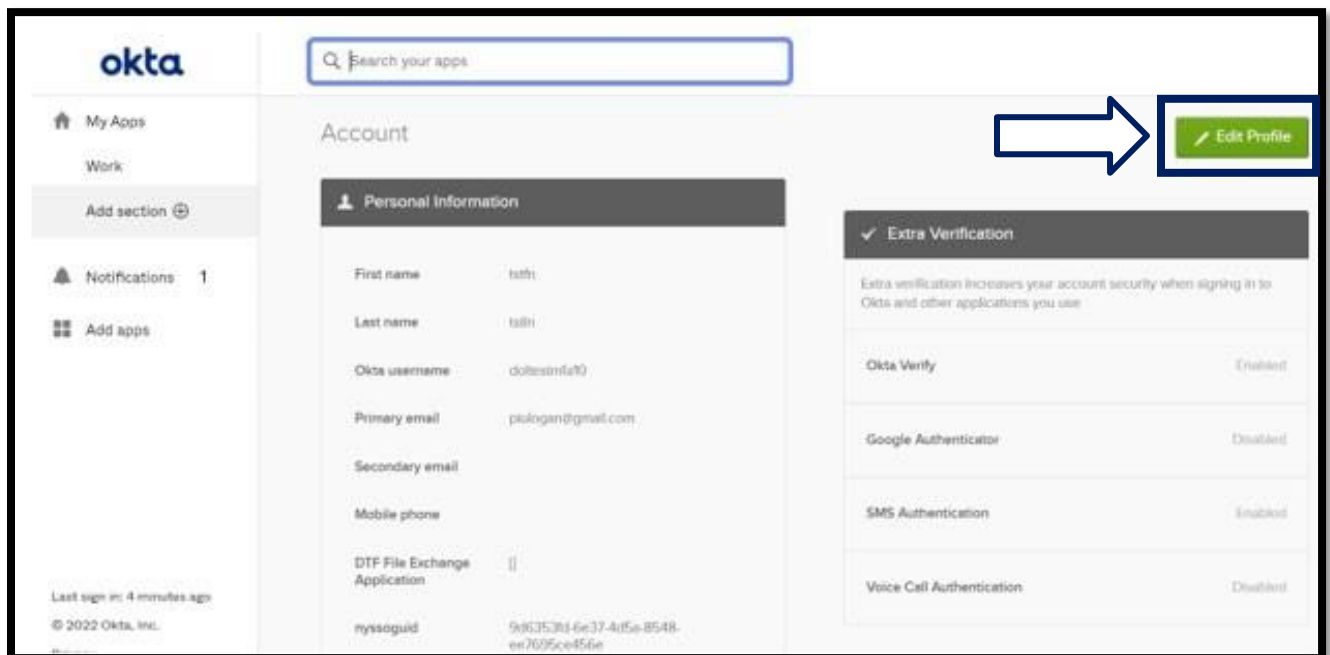 okta
Search your apps
My Apps
Work
Add section
Notifications 1
Add apps
Last sign in: 4 minutes ago
© 2022 Okta, Inc.
Account
Edit Profile
Personal Information
First name
Last name
Okta username
Primary email
Secondary email
Mobile phone
DTF File Exchange
Application
[]
nyssoguid
Extra Verification
Extra verification increases your account security when signing in to
Okta and other applications you use
Okta Verify Enabled
Google Authenticator Disabled
SMS Authentication Enabled
Voice Call Authentication Disabled